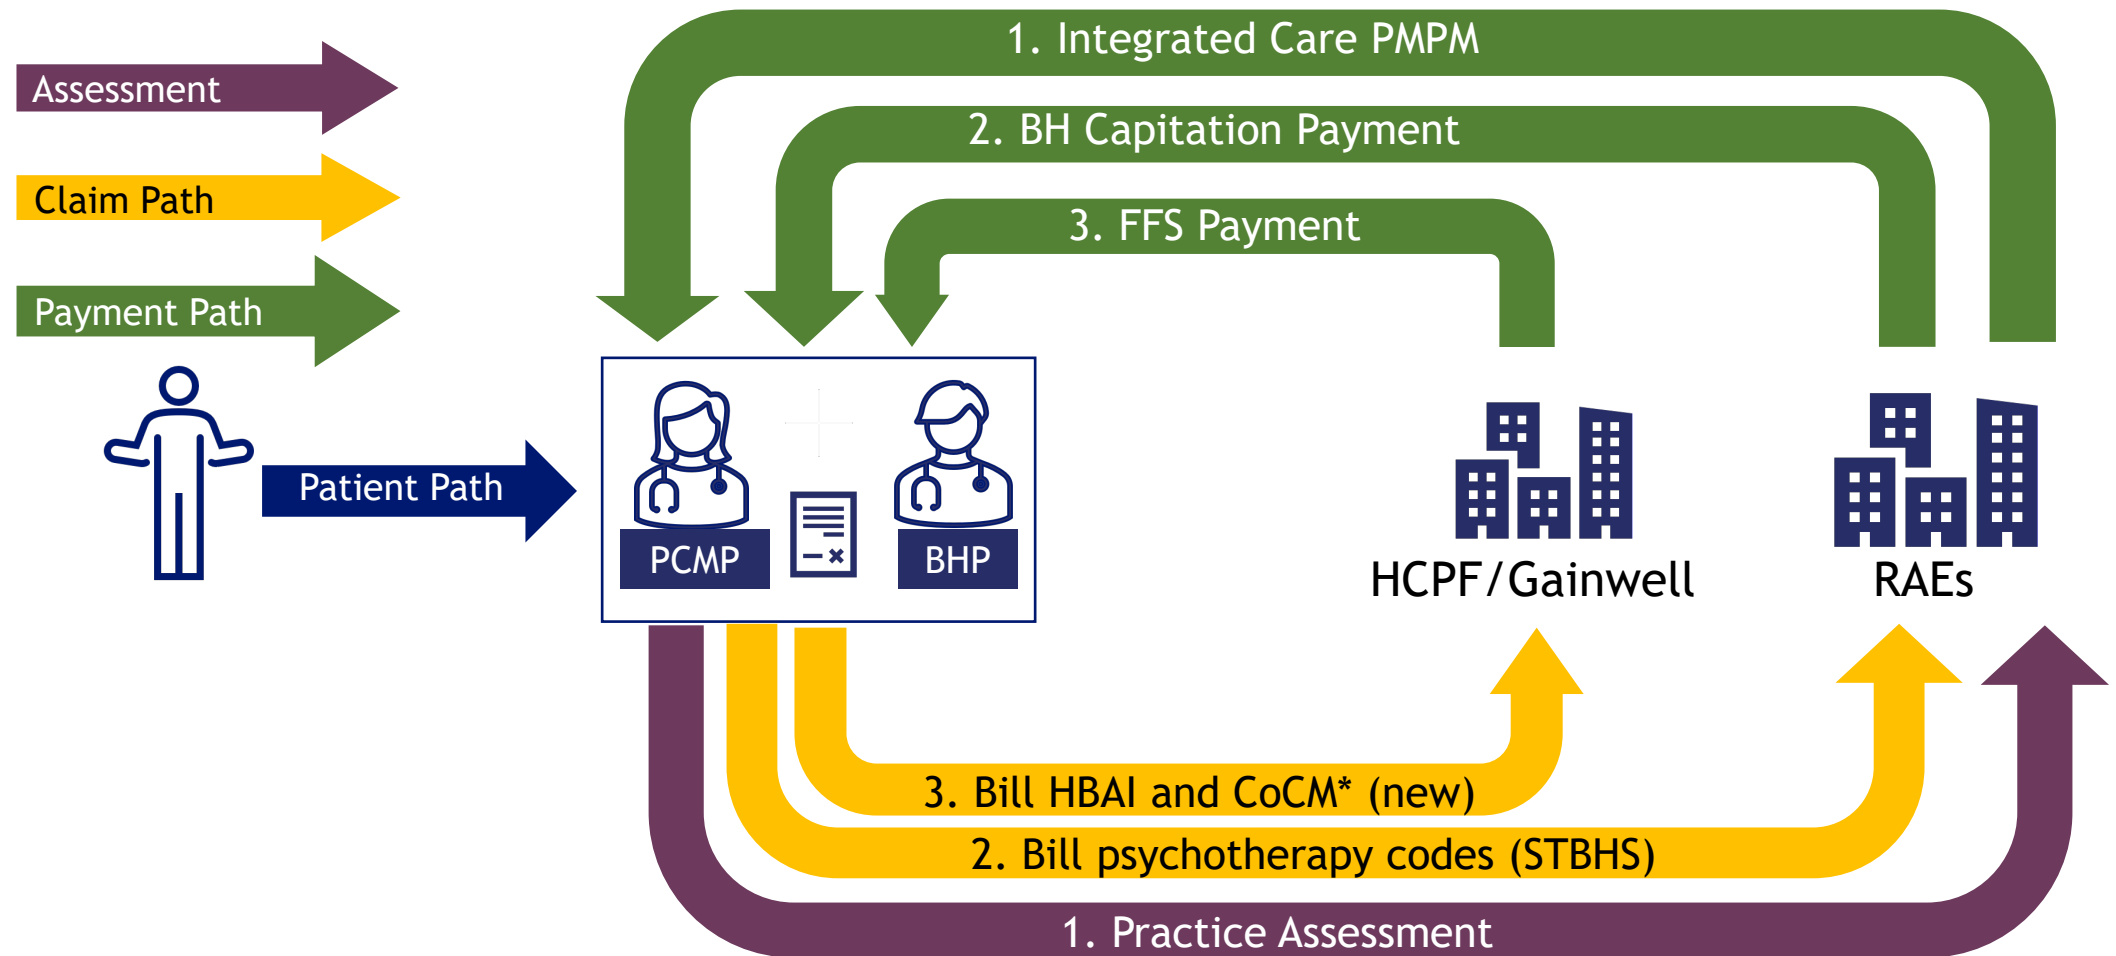 1. Integrated Care PMPM
Assessment
2. BH Capitation Payment
Claim Path
3. FFS Payment
Payment Path
Patient Path
PCMP
BHP
HCPF/Gainwell
RAEs
3. Bill HBAI and CoCM* (new)
2. Bill psychotherapy codes (STBHS)
1. Practice Assessment